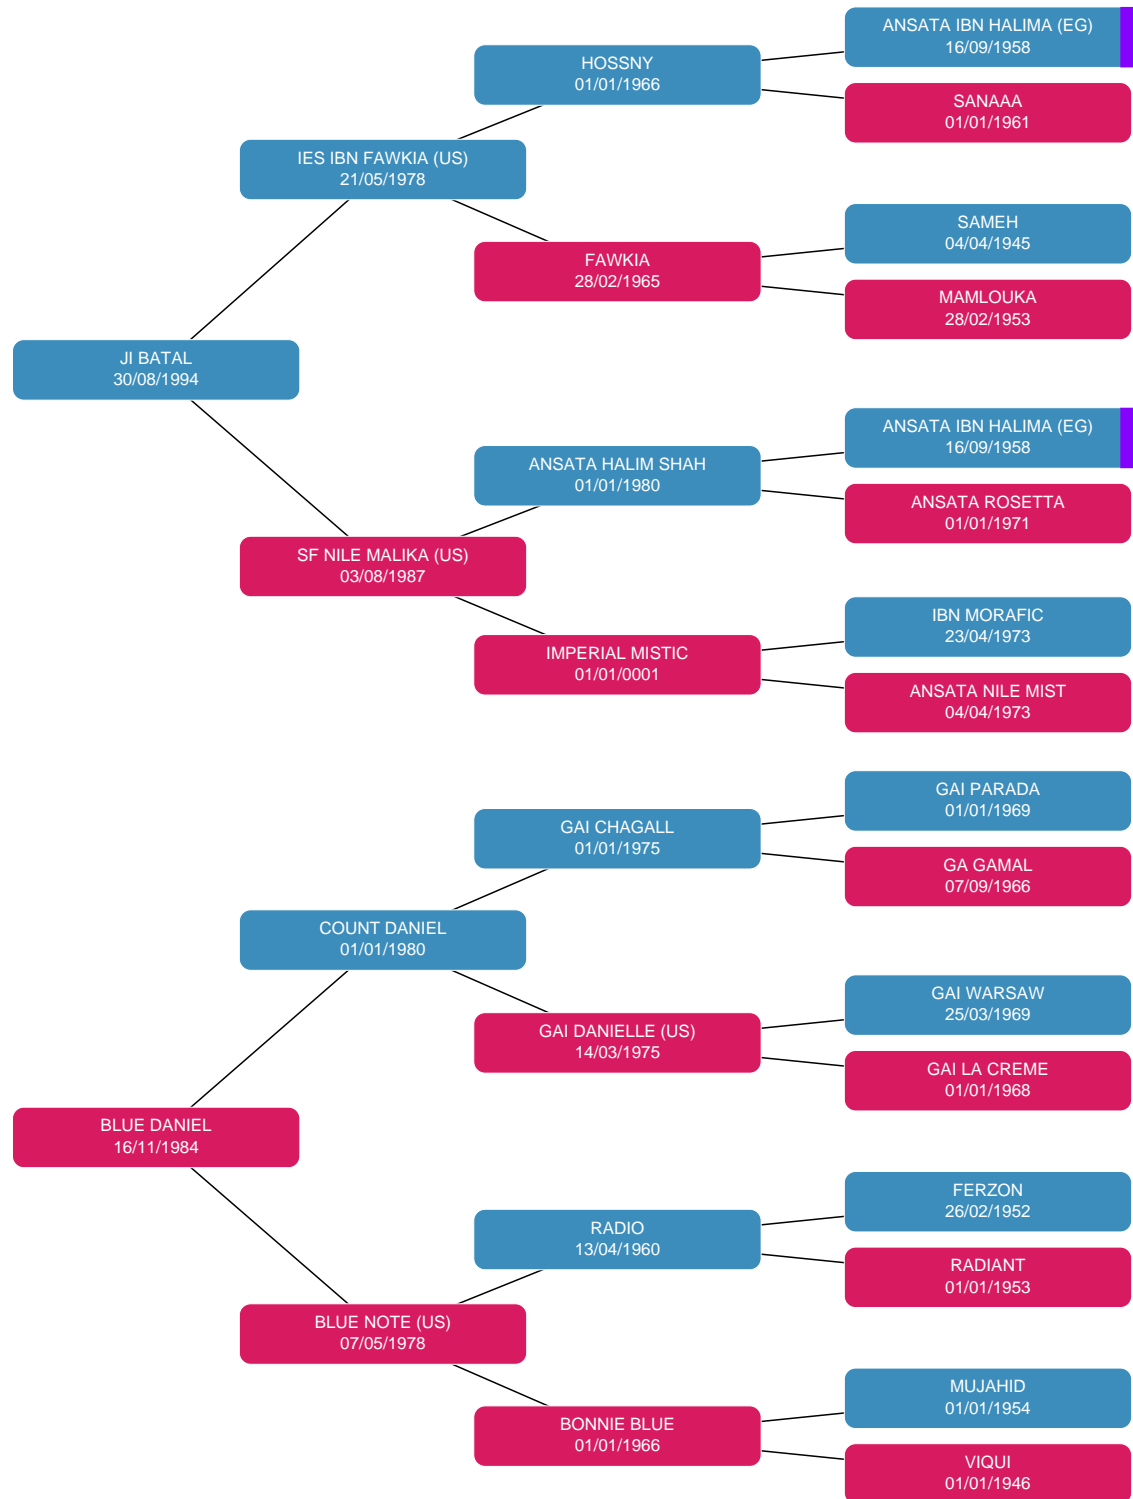 ANSATA IBN HALIMA (EG)
16/09/1958
HOSSNY
01/01/1966
SANAAA
01/01/1961
IES IBN FAWKIA (US)
21/05/1978
SAMEH
04/04/1945
FAWKIA
28/02/1965
MAMLOUKA
28/02/1953
JI BATAL
30/08/1994
ANSATA IBN HALIMA (EG)
16/09/1958
ANSATA HALIM SHAH
01/01/1980
ANSATA ROSETTA
01/01/1971
SF NILE MALIKA (US)
03/08/1987
IBN MORAFIC
23/04/1973
IMPERIAL MISTIC
01/01/0001
ANSATA NILE MIST
04/04/1973
GAI PARADA
01/01/1969
GAI CHAGALL
01/01/1975
GA GAMAL
07/09/1966
COUNT DANIEL
01/01/1980
GAI WARSAW
25/03/1969
GAI DANIELLE (US)
14/03/1975
GAI LA CREME
01/01/1968
BLUE DANIEL
16/11/1984
FERZON
26/02/1952
RADIO
13/04/1960
RADIANT
01/01/1953
BLUE NOTE (US)
07/05/1978
MUJAHID
01/01/1954
BONNIE BLUE
01/01/1966
VIQUI
01/01/1946